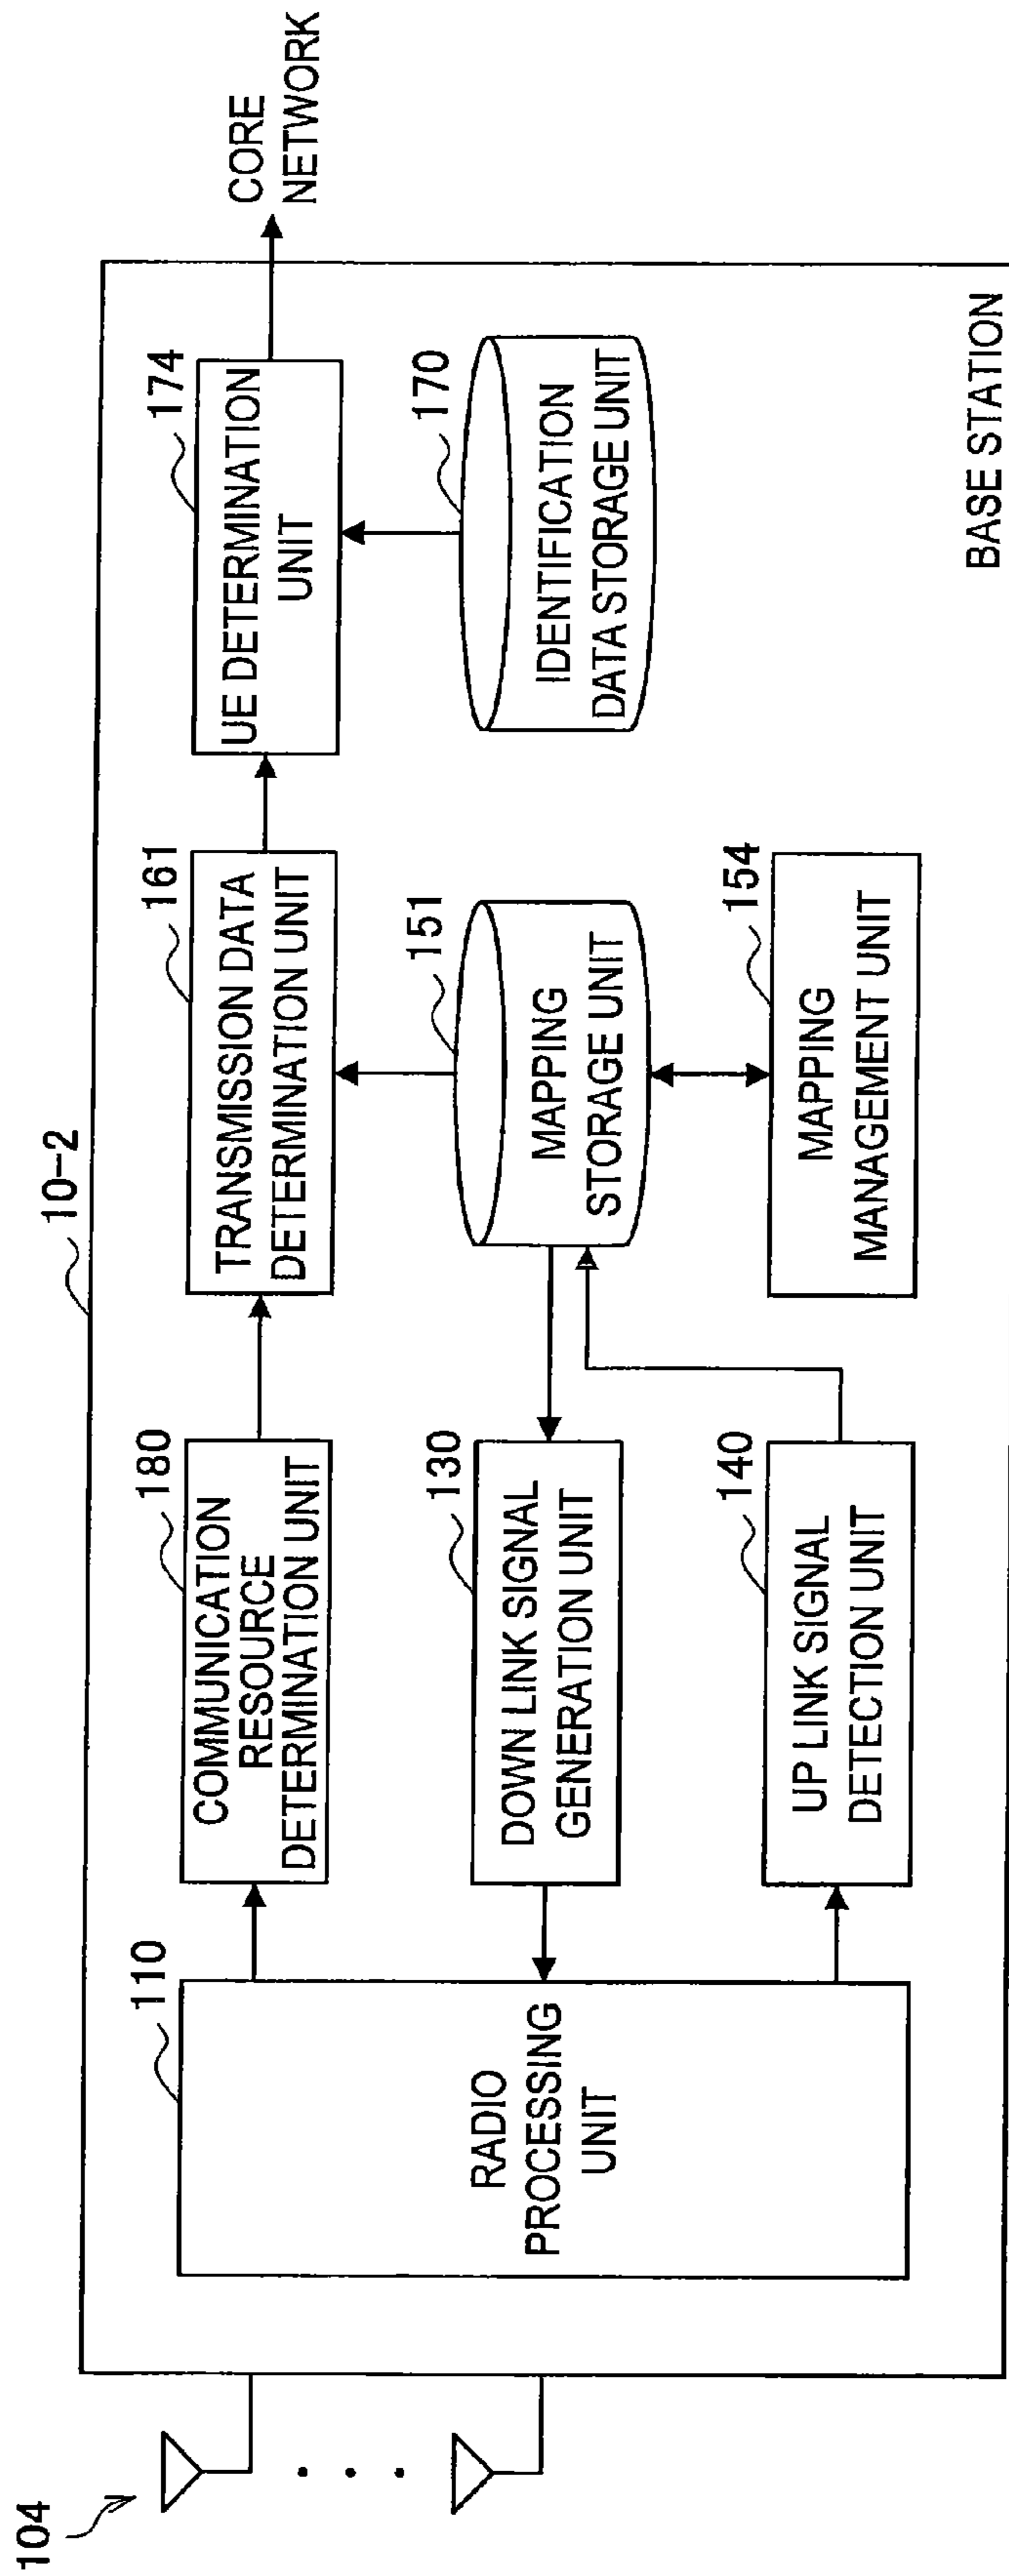 10-2
104
110
RADIO
PROCESSING
UNIT
180
COMMUNICATION
RESOURCE
DETERMINATION UNIT
130
DOWN LINK SIGNAL
GENERATION UNIT
140
UP LINK SIGNAL
DETECTION UNIT
161
TRANSMISSION DATA
DETERMINATION UNIT
151
MAPPING
STORAGE UNIT
154
MAPPING
MANAGEMENT UNIT
174
UE DETERMINATION
UNIT
170
IDENTIFICATION
DATA STORAGE UNIT
CORE
NETWORK
BASE STATION